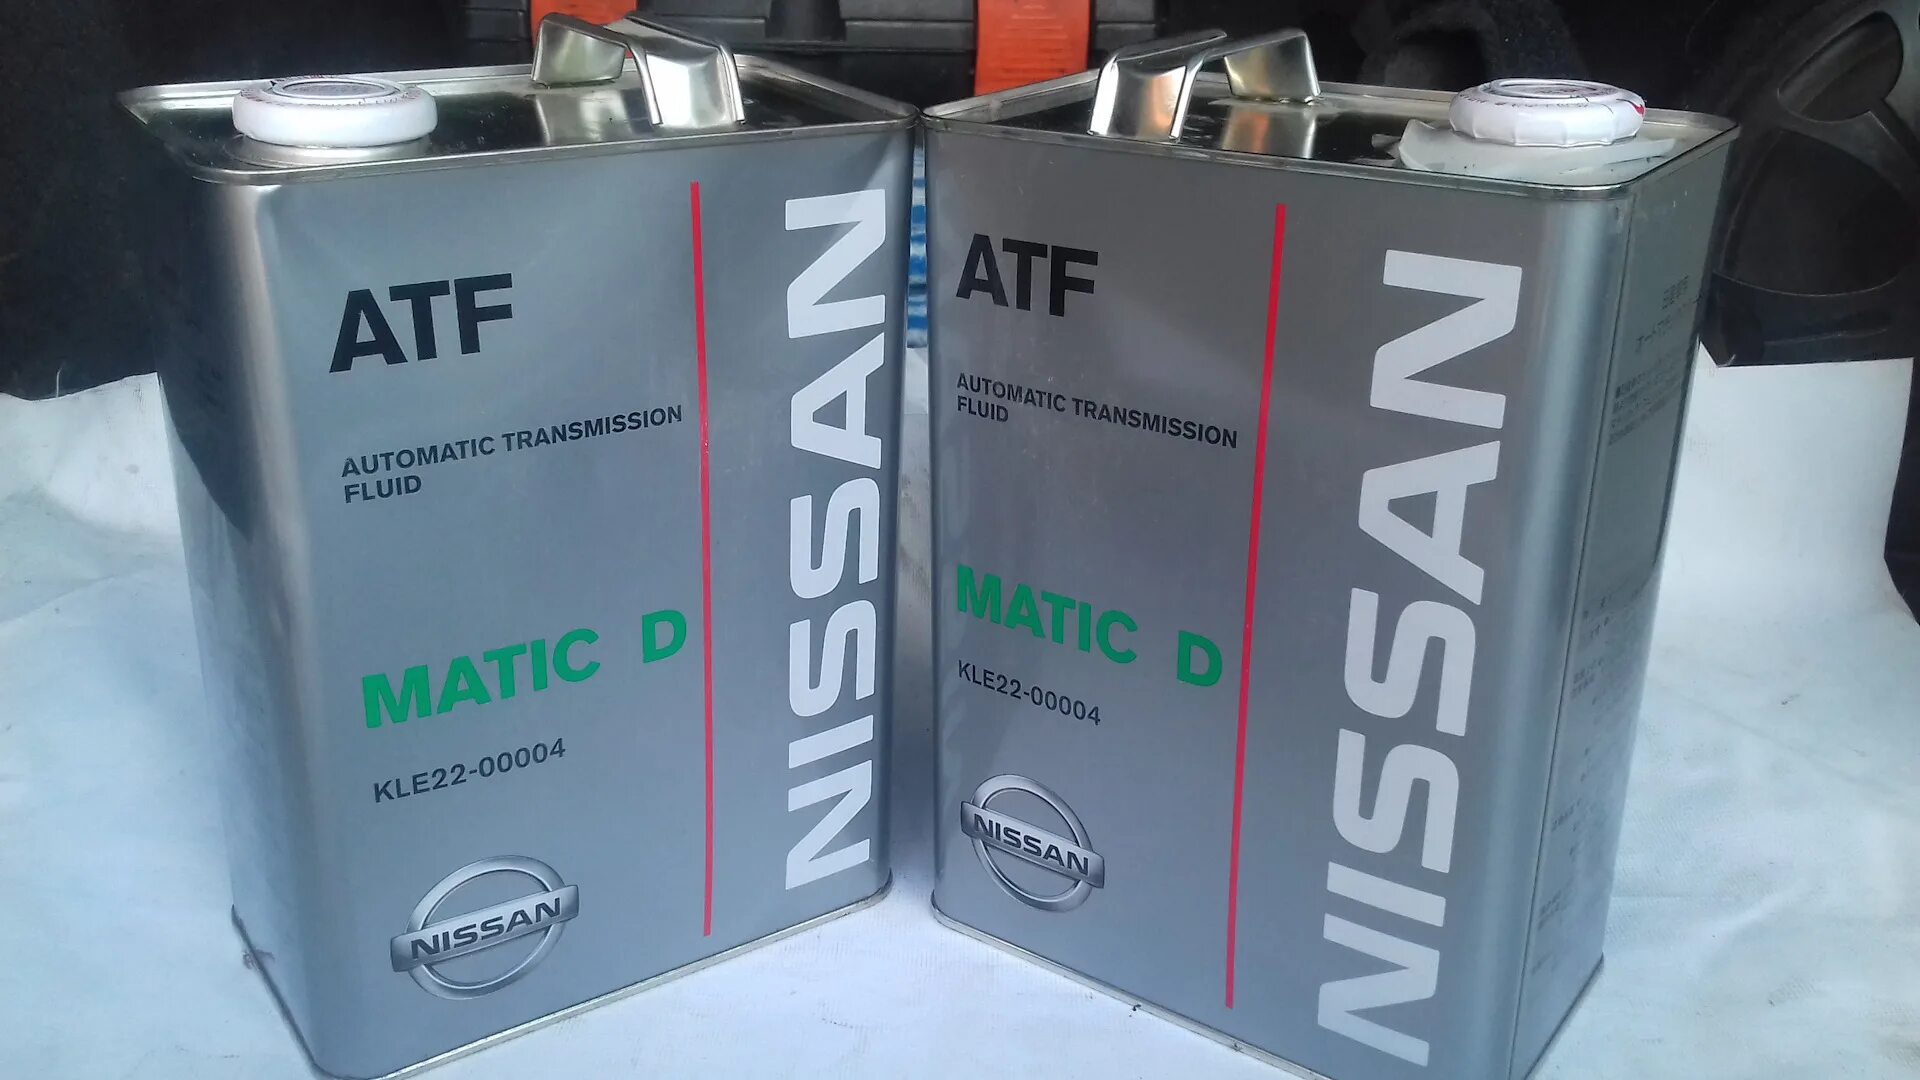 ATF
AUTOMATIC TRANSMISSION
FLUID
MATIC D
KLE22-00004
NISSAN
NISSAN
ATF
AUTOMATIC TRANSMISSION
FLUID
MATIC D
KLE22-00004
NISSAN
NISSAN